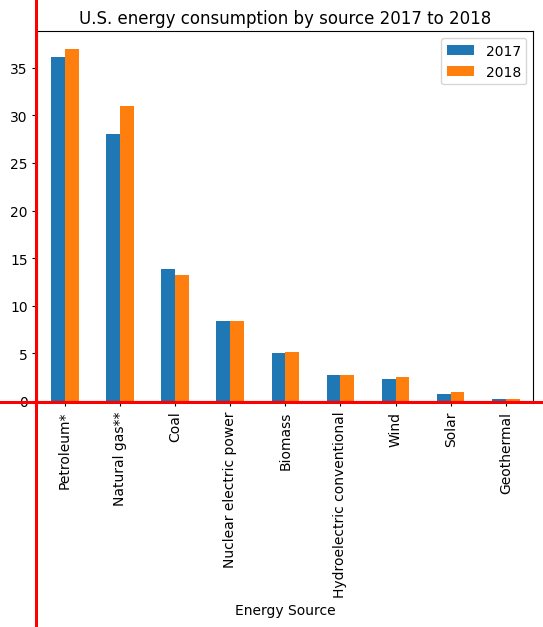 U.S. energy consumption by source 2017 to 2018
2017
2018
35
30
25
20
15
10
5
0
Petroleum*
Natural gas**
Coal
Nuclear electric power
Biomass
Hydroelectric conventional
Wind
Solar
Geothermal
Energy Source